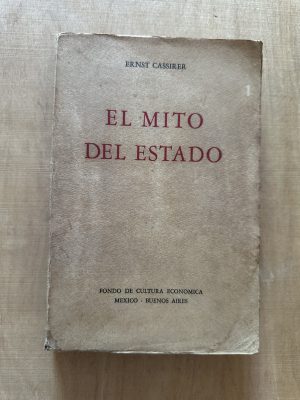 ERNST CASSIRER
EL MITO
DEL ESTADO
FONDO DE CULTURA ECONOMICA
MEXICO - BUENOS AIRES